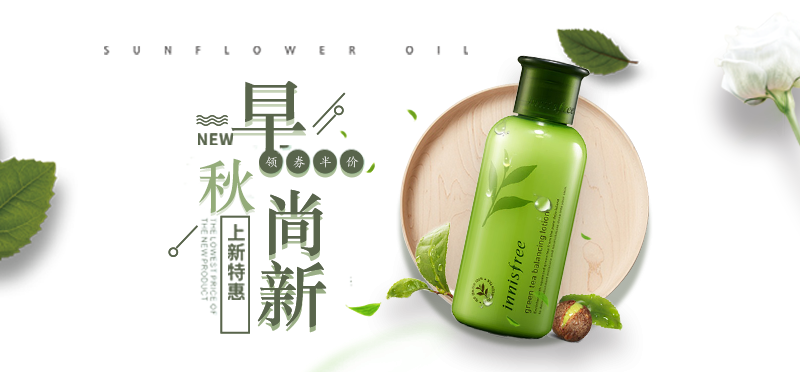 SUNFLOWER OIL
NEW
早
领券半价
秋
尚新
上新特惠
THE LOWEST PRICE OF
THE NEW PRODUCT
innisfree
green tea balancing lotion